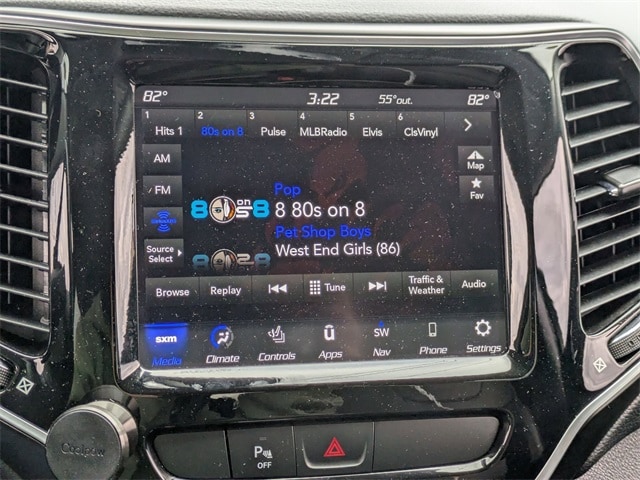 82° 3:22 55° out. 82°
1 2 3 4 5 6
Hits 1 80s on 8 Pulse MLBRadio Elvis ClsVinyl
AM
Map
FM
Pop
Fav
8on8 8 80s on 8
Pet Shop Boys
Source
Select
West End Girls (86)
Browse Replay Tune Traffic &
Weather Audio
sxm SW
Media Climate Controls Apps Nav Phone Settings
Coolpow
P
OFF